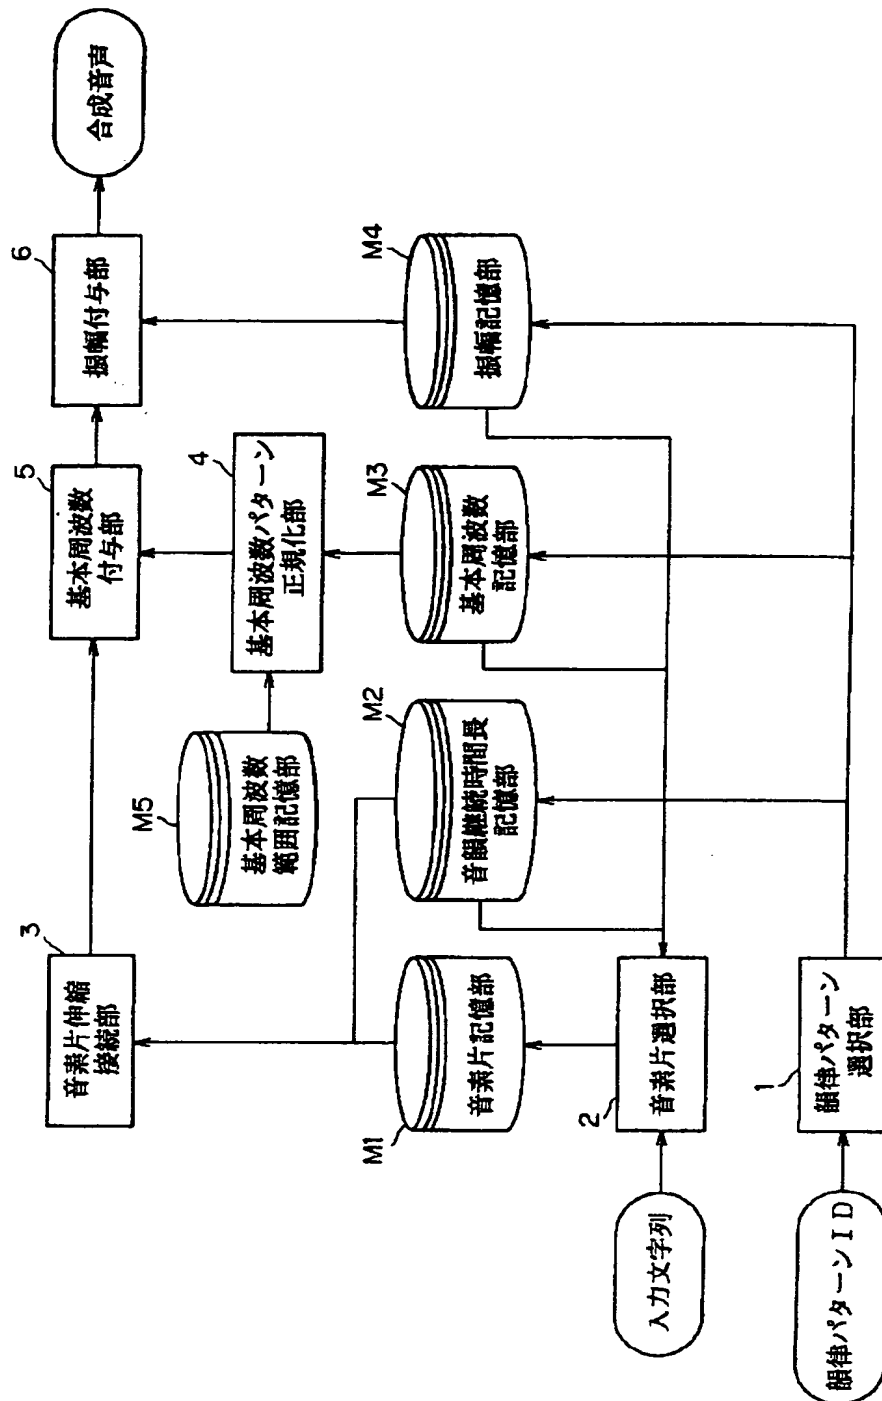 合成音声
6
振幅付与部
M4
振幅記憶部
5
基本周波数
付与部
4
基本周波数パターン
正規化部
M3
基本周波数
記憶部
M5
基本周波数
範囲記憶部
M2
音韻継続時間長
記憶部
3
音素片伸縮
接続部
M1
音素片記憶部
2
音素片選択部
1
韻律パターン
選択部
入力文字列
韻律パターンID